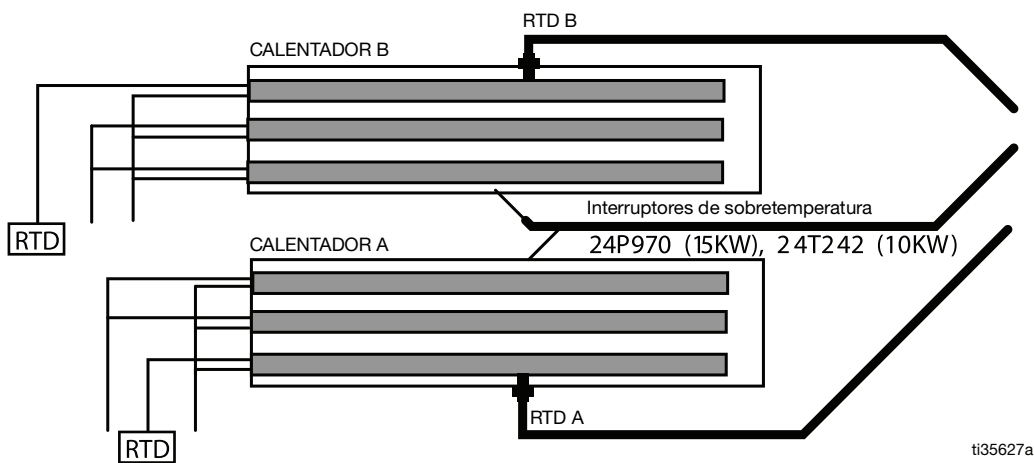 RTD B
CALENTADOR B
RTD
Interruptores de sobretemperatura
24P970 (15KW), 24T242 (10KW)
CALENTADOR A
RTD A
RTD
ti35627a